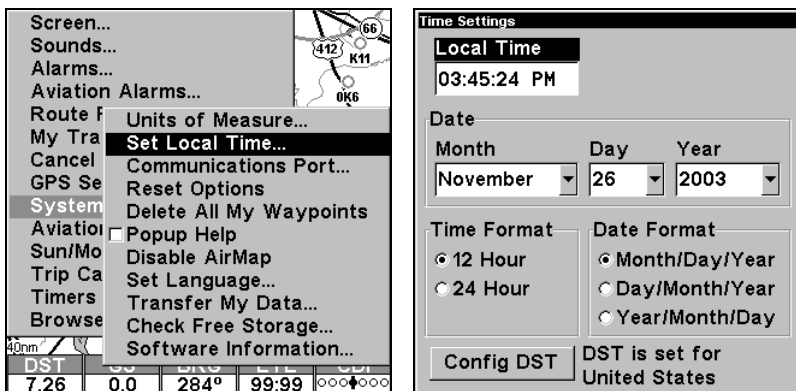 Screen...
Sounds...
Alarms...
Aviation Alarms...
Route
My Tra
Cancel
GPS Se
System
Aviation
Sun/Mo
Trip Ca
Timers
Browse
Units of Measure...
Set Local Time...
Communications Port...
Reset Options
Delete All My Waypoints
Popup Help
Disable AirMap
Set Language...
Transfer My Data...
Check Free Storage...
Software Information...
66
412
K11
0K6
40nm
DST
BRG
ETE
CDI
7.26 0.0 284° 99:99
Time Settings
Local Time
03:45:24 PM
Date
Month Day Year
November 26 2003
Time Format Date Format
12 Hour Month/Day/Year
24 Hour Day/Month/Year
Year/Month/Day
Config DST DST is set for
United States